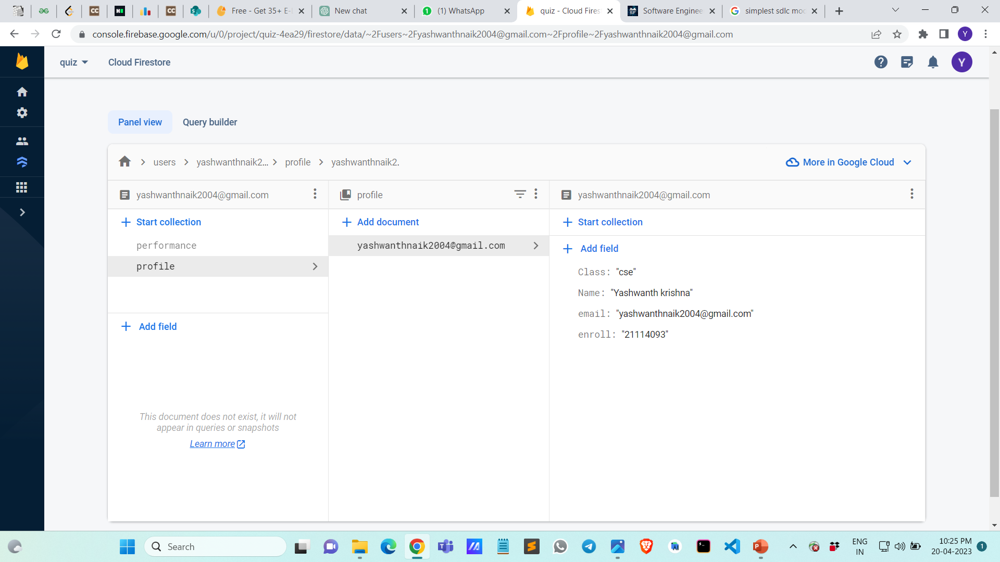 Free - Get 35+ E-l
New chat
(1) WhatsApp
quiz - Cloud Fires
Software Enginee
simplest sdlc mod
console.firebase.google.com/u/0/project/quiz-4ea29/firestore/data/~2Fusers~2Fyashwanthnaik2004@gmail.com~2Fprofile~2Fyashwanthnaik2004@gmail.com
Y
quiz
Cloud Firestore
Y
Panel view
Query builder
users
yashwanthnaik2...
profile
yashwanthnaik2.
More in Google Cloud
yashwanthnaik2004@gmail.com
profile
yashwanthnaik2004@gmail.com
Start collection
Add document
Start collection
performance
profile
yashwanthnaik2004@gmail.com
Add field
Class: "cse"
Name: "Yashwanth krishna"
email: "yashwanthnaik2004@gmail.com"
enroll: "21114093"
Add field
This document does not exist, it will not
appear in queries or snapshots
Learn more
Search
ENG
IN
10:25 PM
20-04-2023
1